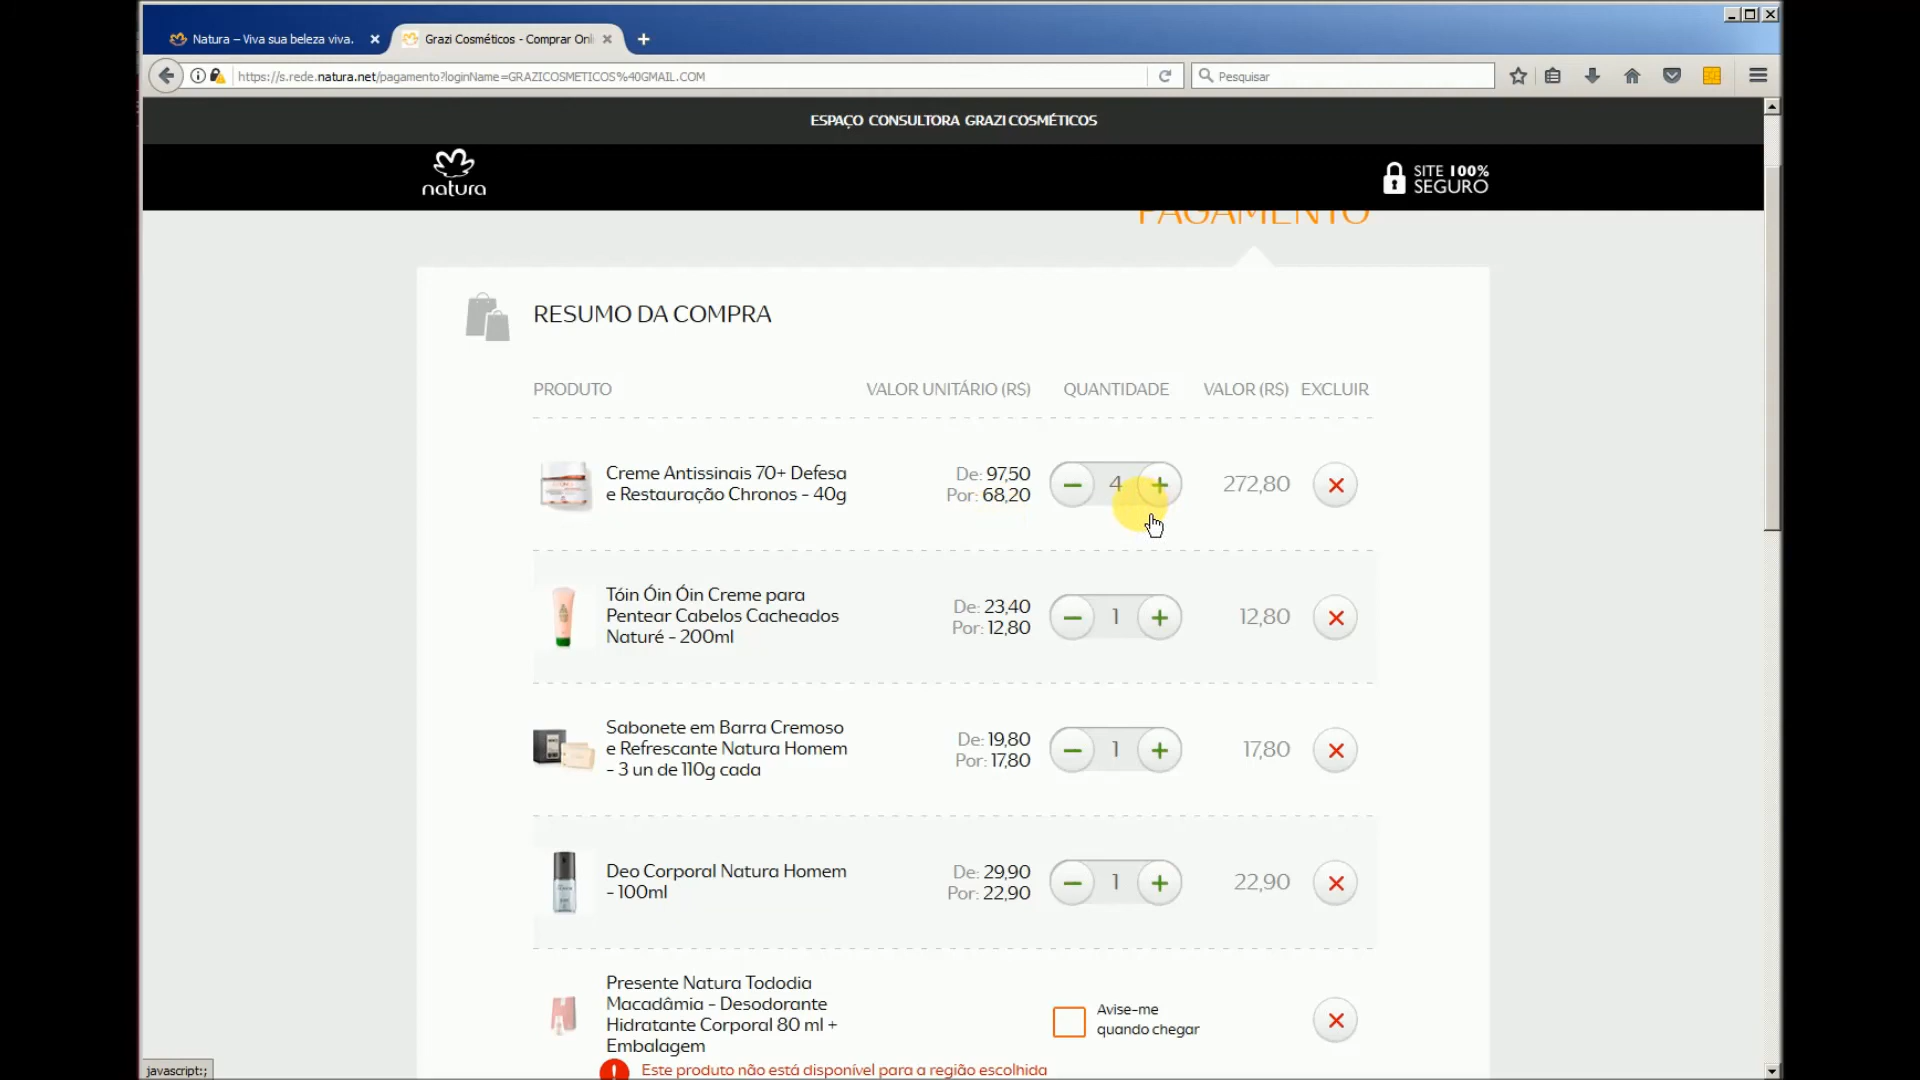 Natura – Viva sua beleza viva.
Grazi Cosméticos - Comprar Onl
https://s.rede.natura.net/pagamento?loginName=GRAZICOSMETICOS%40GMAIL.COM
Pesquisar
ESPAÇO CONSULTORA GRAZI COSMÉTICOS
natura
SITE 100%
SEGURO
PAGAMENTO
RESUMO DA COMPRA
PRODUTO VALOR UNITÁRIO (R$) QUANTIDADE VALOR (R$) EXCLUIR
Creme Antissinais 70+ Defesa
e Restauração Chronos - 40g
De: 97,50
Por: 68,20
4
272,80
Tóin Óin Óin Creme para
Pentear Cabelos Cacheados
Naturé - 200ml
De: 23,40
Por: 12,80
1
12,80
Sabonete em Barra Cremoso
e Refrescante Natura Homem
- 3 un de 110g cada
De: 19,80
Por: 17,80
1
17,80
Deo Corporal Natura Homem
- 100ml
De: 29,90
Por: 22,90
1
22,90
Presente Natura Tododia
Macadâmia - Desodorante
Hidratante Corporal 80 ml +
Embalagem
Avise-me
quando chegar
Este produto não está disponível para a região escolhida
javascript:;